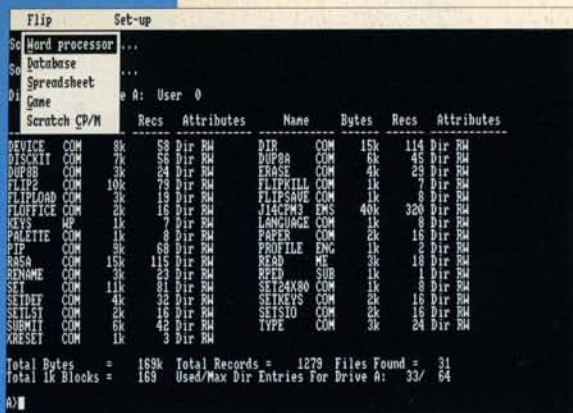 Flip Set-up
So Word processor ...
Database
So Spreadsheet ...
Game
Di Scratch CP/M e A: User 0
Recs Attributes Name Bytes Recs Attributes
DEVICE COM 8k 58 Dir RW DIR COM 15k 114 Dir RW
DISCKIT COM 7k 56 Dir RW DUP8A COM 6k 45 Dir RW
DUP8B COM 3k 24 Dir RW ERASE COM 4k 29 Dir RW
FLIP2 COM 10k 79 Dir RW FLIPKILL COM 1k 7 Dir RW
FLIPLOAD COM 3k 19 Dir RW FLIPSAVE COM 1k 8 Dir RW
FLOFFICE COM 2k 16 Dir RW J14CPM3 EMS 40k 320 Dir RW
KEYS WP 1k 7 Dir RW LANGUAGE COM 1k 8 Dir RW
PALETTE COM 1k 8 Dir RW PAPER COM 2k 16 Dir RW
PIP COM 9k 68 Dir RW PROFILE ENG 1k 2 Dir RW
RASA COM 15k 115 Dir RW READ ME 3k 18 Dir RW
RENAME COM 3k 23 Dir RW RPED SUB 1k 1 Dir RW
SET COM 11k 81 Dir RW SET24X80 COM 1k 8 Dir RW
SETDEF COM 4k 32 Dir RW SETKEYS COM 2k 16 Dir RW
SETLST COM 2k 16 Dir RW SETSIO COM 2k 16 Dir RW
SUBMIT COM 6k 42 Dir RW TYPE COM 3k 24 Dir RW
XRESET COM 1k 3 Dir RW
Total Bytes = 169k Total Records = 1279 Files Found = 31
Total 1k Blocks = 169 Used/Max Dir Entries For Drive A: 33/ 64
A>